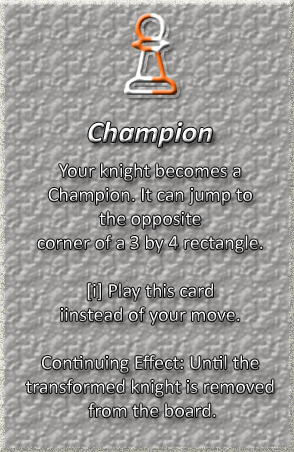 Champion
Your knight becomes a
Champion. It can jump to
the opposite
corner of a 3 by 4 rectangle.
[i] Play this card
iinstead of your move.
Continuing Effect: Until the
transformed knight is removed
from the board.